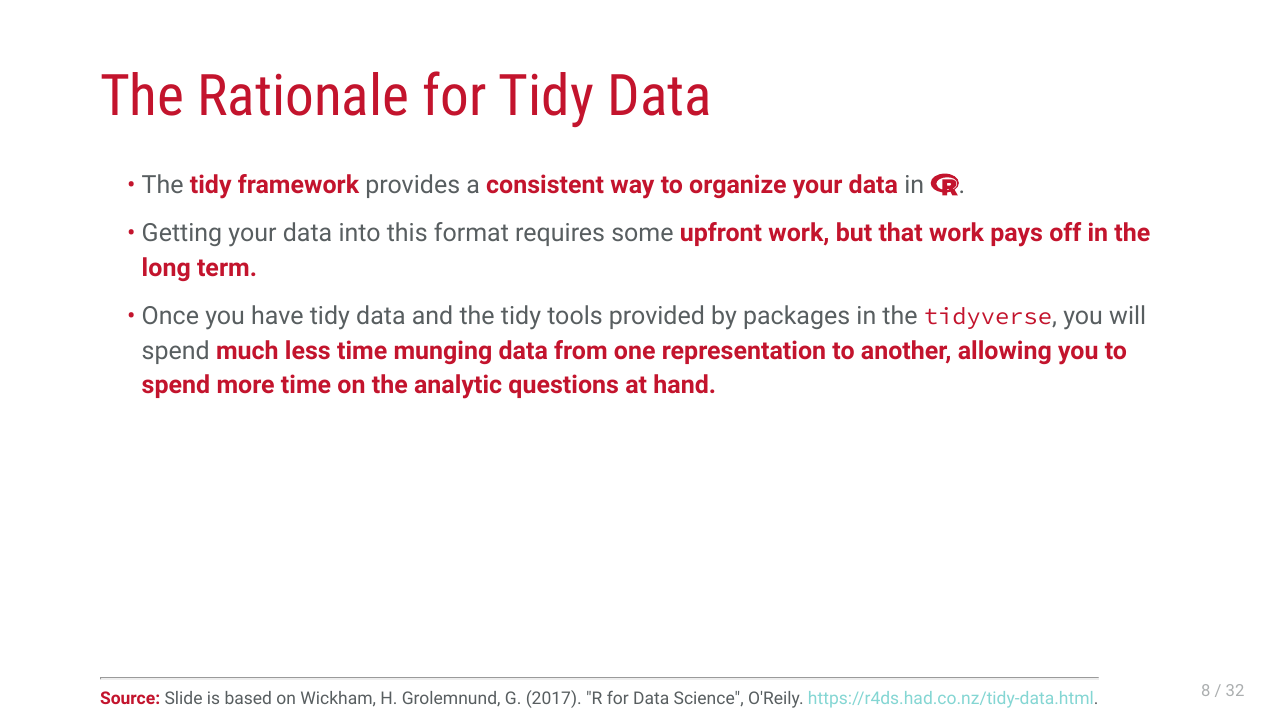 The Rationale for Tidy Data
• The tidy framework provides a consistent way to organize your data in R.
• Getting your data into this format requires some upfront work, but that work pays off in the
long term.
• Once you have tidy data and the tidy tools provided by packages in the tidyverse, you will
spend much less time munging data from one representation to another, allowing you to
spend more time on the analytic questions at hand.
Source: Slide is based on Wickham, H. Grolemnund, G. (2017). "R for Data Science", O'Reily. https://r4ds.had.co.nz/tidy-data.html.
8 / 32